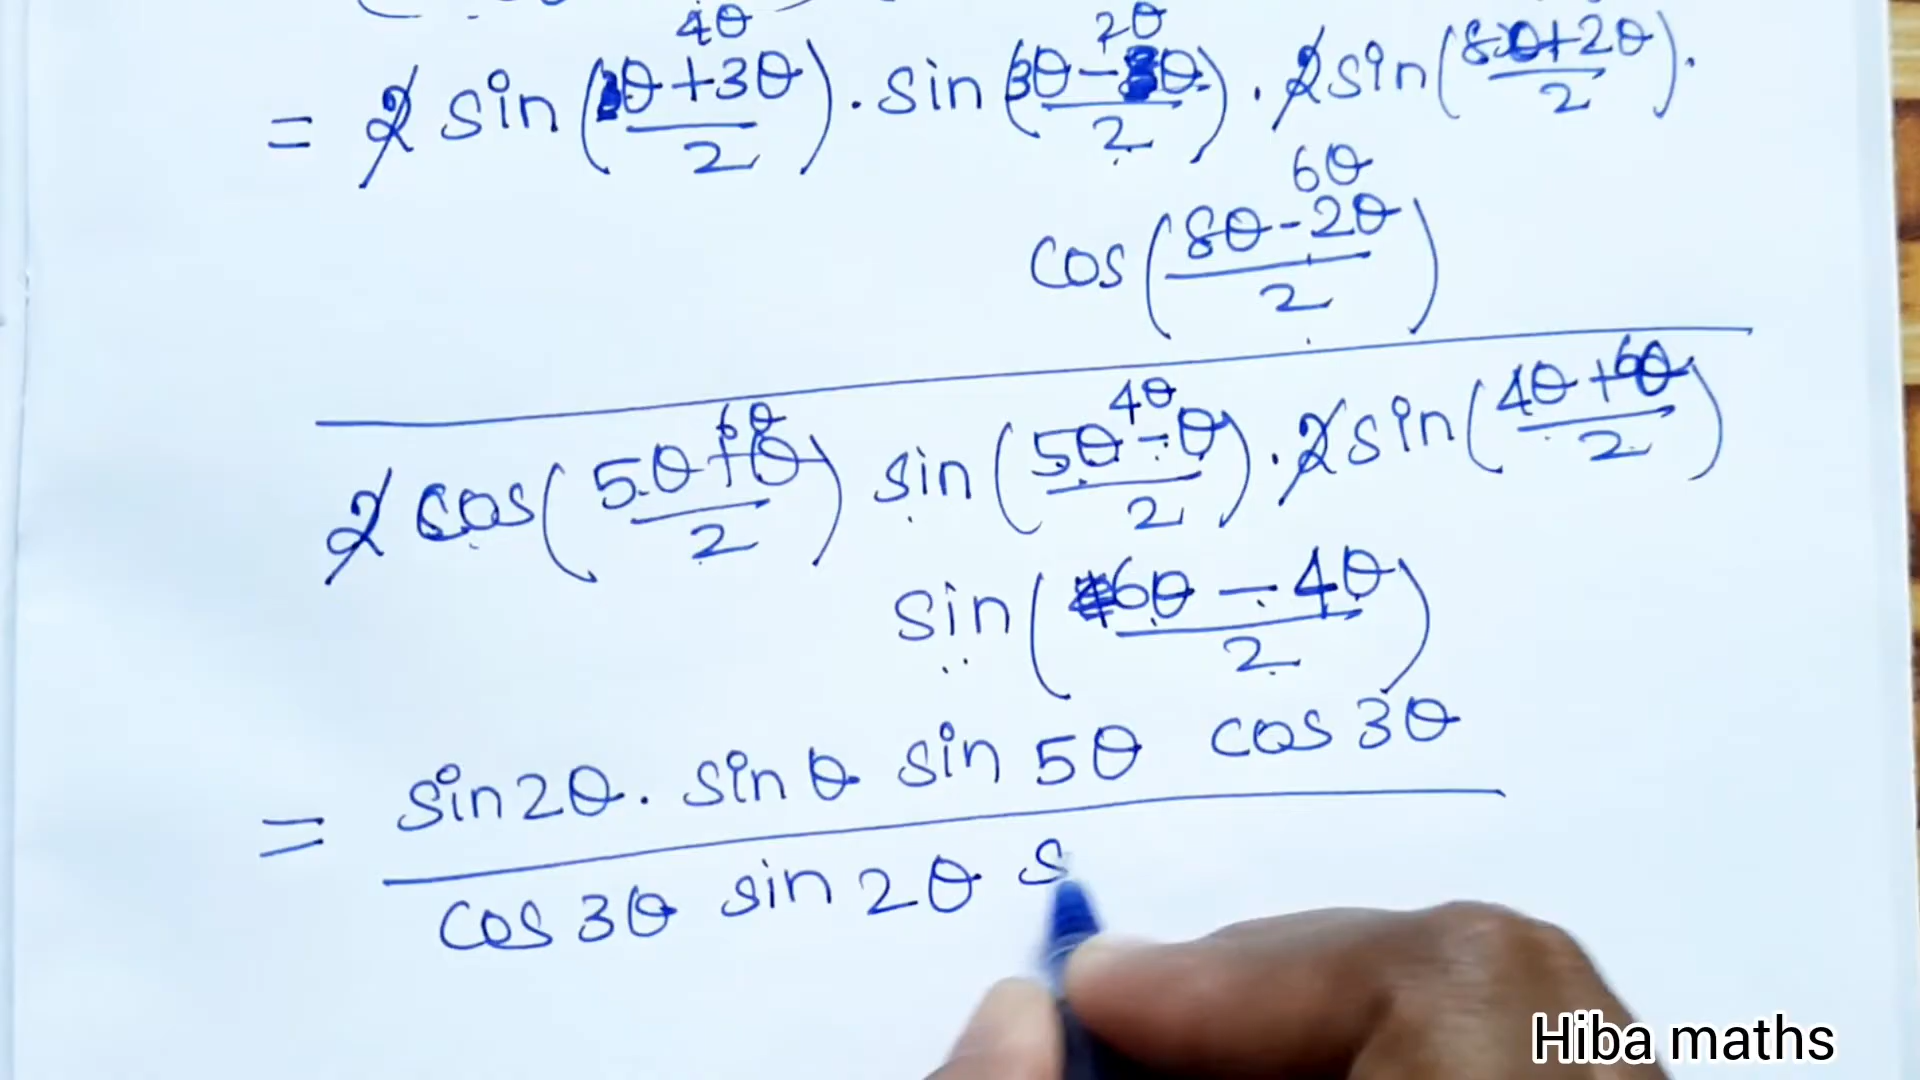 4θ 2θ
= 2 sin (θ+3θ/2) . sin (3θ-θ/2) . 2 sin (8θ+2θ/2) .
6θ
cos (8θ-2θ/2)
6θ 4θ
2 cos (5θ+θ/2) sin (5θ-θ/2) . 2 sin (4θ+6θ/2)
sin (6θ-4θ/2)
= sin 2θ . sin θ sin 5θ cos 3θ
cos 3θ sin 2θ s
Hiba maths